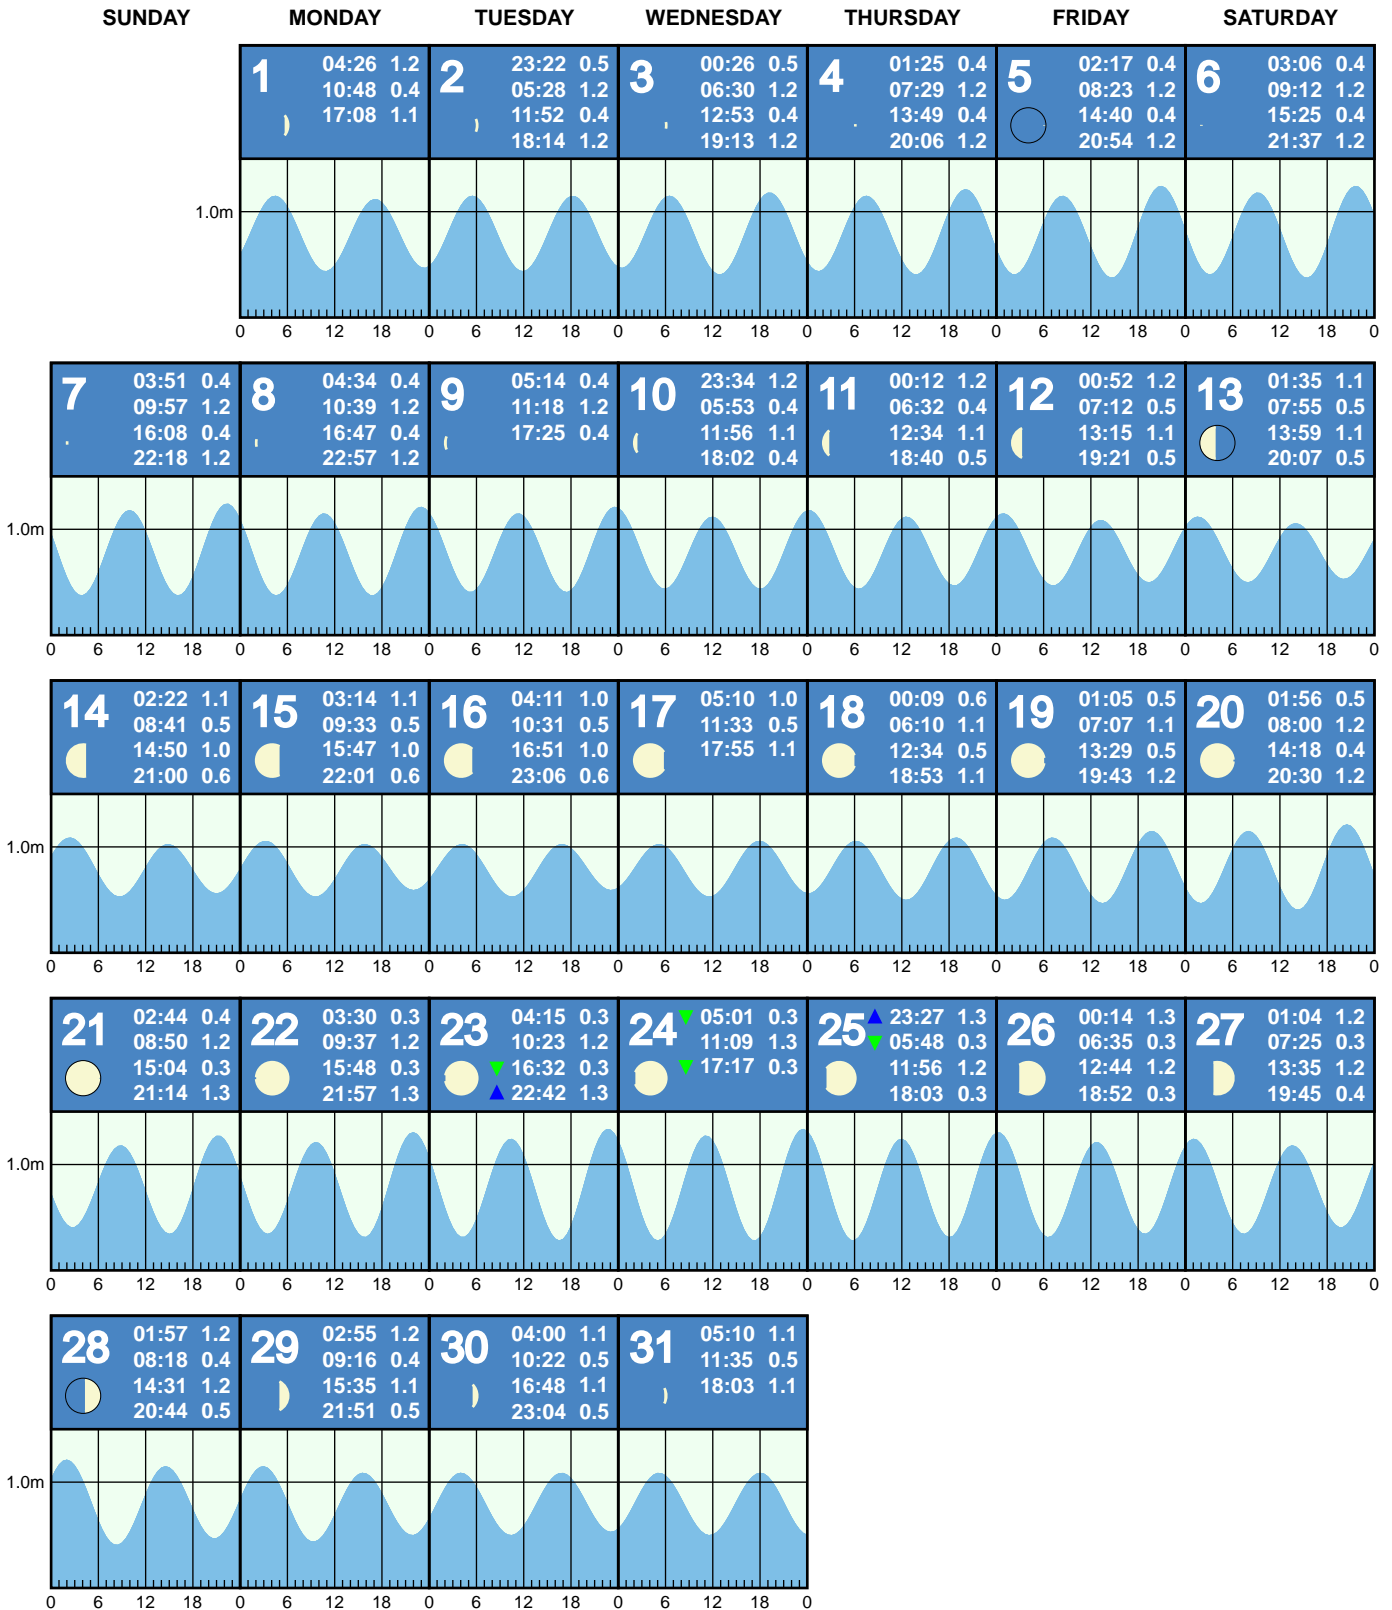 SUNDAY MONDAY TUESDAY WEDNESDAY THURSDAY FRIDAY SATURDAY
1 04:26 1.2
10:48 0.4
17:08 1.1
2 23:22 0.5
05:28 1.2
11:52 0.4
18:14 1.2
3 00:26 0.5
06:30 1.2
12:53 0.4
19:13 1.2
4 01:25 0.4
07:29 1.2
13:49 0.4
20:06 1.2
5 02:17 0.4
08:23 1.2
14:40 0.4
20:54 1.2
6 03:06 0.4
09:12 1.2
15:25 0.4
21:37 1.2
1.0m
0 6 12 18 0 6 12 18 0 6 12 18 0 6 12 18 0 6 12 18 0 6 12 18 0
7 03:51 0.4
09:57 1.2
16:08 0.4
22:18 1.2
8 04:34 0.4
10:39 1.2
16:47 0.4
22:57 1.2
9 05:14 0.4
11:18 1.2
17:25 0.4
10 23:34 1.2
05:53 0.4
11:56 1.1
18:02 0.4
11 00:12 1.2
06:32 0.4
12:34 1.1
18:40 0.5
12 00:52 1.2
07:12 0.5
13:15 1.1
19:21 0.5
13 01:35 1.1
07:55 0.5
13:59 1.1
20:07 0.5
1.0m
0 6 12 18 0 6 12 18 0 6 12 18 0 6 12 18 0 6 12 18 0 6 12 18 0 6 12 18 0
14 02:22 1.1
08:41 0.5
14:50 1.0
21:00 0.6
15 03:14 1.1
09:33 0.5
15:47 1.0
22:01 0.6
16 04:11 1.0
10:31 0.5
16:51 1.0
23:06 0.6
17 05:10 1.0
11:33 0.5
17:55 1.1
18 00:09 0.6
06:10 1.1
12:34 0.5
18:53 1.1
19 01:05 0.5
07:07 1.1
13:29 0.5
19:43 1.2
20 01:56 0.5
08:00 1.2
14:18 0.4
20:30 1.2
1.0m
0 6 12 18 0 6 12 18 0 6 12 18 0 6 12 18 0 6 12 18 0 6 12 18 0 6 12 18 0
21 02:44 0.4
08:50 1.2
15:04 0.3
21:14 1.3
22 03:30 0.3
09:37 1.2
15:48 0.3
21:57 1.3
23 04:15 0.3
10:23 1.2
16:32 0.3
22:42 1.3
24 05:01 0.3
11:09 1.3
17:17 0.3
25 23:27 1.3
05:48 0.3
11:56 1.2
18:03 0.3
26 00:14 1.3
06:35 0.3
12:44 1.2
18:52 0.3
27 01:04 1.2
07:25 0.3
13:35 1.2
19:45 0.4
1.0m
0 6 12 18 0 6 12 18 0 6 12 18 0 6 12 18 0 6 12 18 0 6 12 18 0 6 12 18 0
28 01:57 1.2
08:18 0.4
14:31 1.2
20:44 0.5
29 02:55 1.2
09:16 0.4
15:35 1.1
21:51 0.5
30 04:00 1.1
10:22 0.5
16:48 1.1
23:04 0.5
31 05:10 1.1
11:35 0.5
18:03 1.1
1.0m
0 6 12 18 0 6 12 18 0 6 12 18 0 6 12 18 0